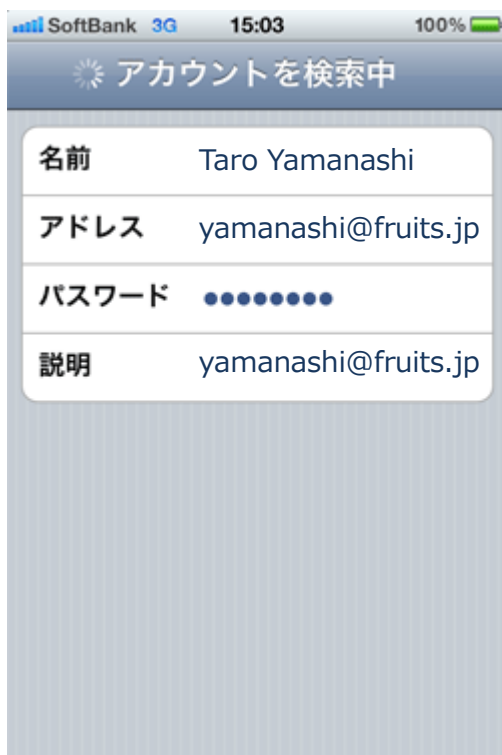 SoftBank 3G 15:03 100%
アカウントを検索中
名前 Taro Yamanashi
アドレス yamanashi@fruits.jp
パスワード ●●●●●●●●
説明 yamanashi@fruits.jp